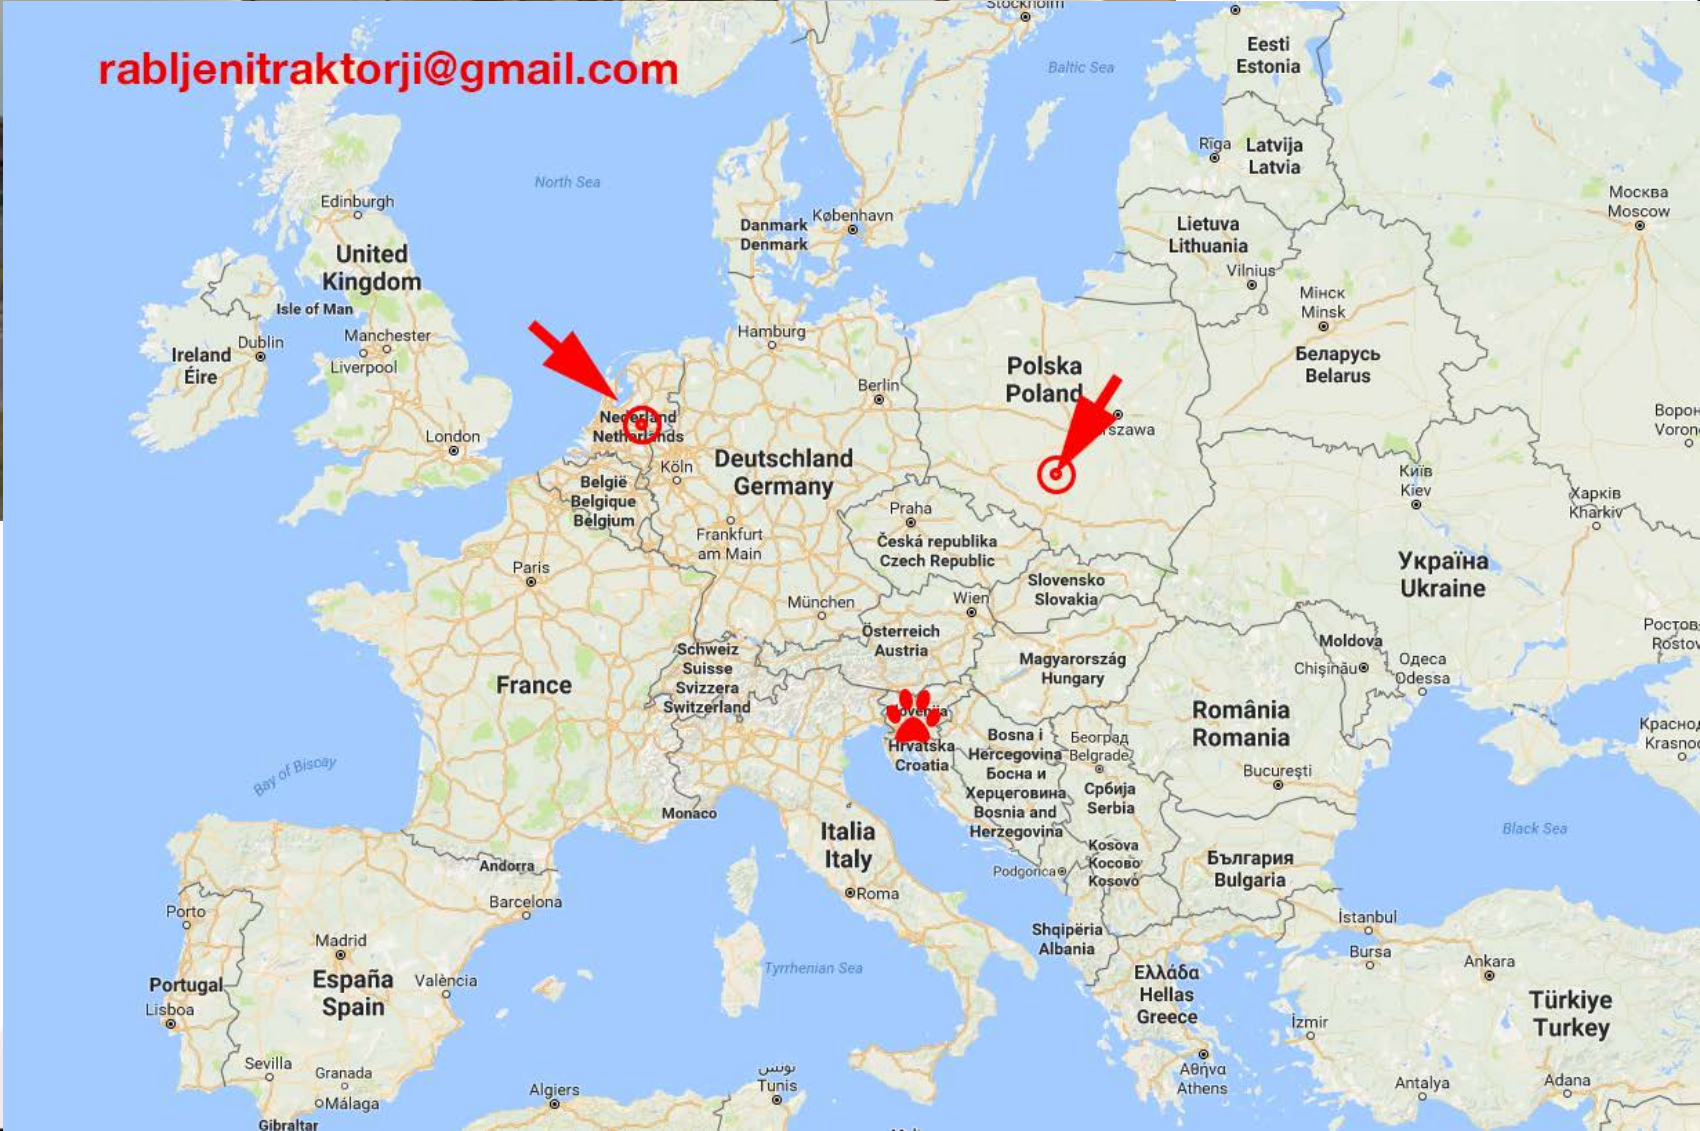 Stockholm
rabljenitraktorji@gmail.com
Eesti
Estonia
Baltic Sea
Rīga
Latvija
Latvia
North Sea
Москва
Moscow
Edinburgh
København
Danmark
Denmark
Lietuva
Lithuania
Vilnius
United
Kingdom
Isle of Man
Мінск
Minsk
Manchester
Dublin
Liverpool
Ireland
Éire
Hamburg
Беларусь
Belarus
Polska
Poland
Berlin
Nederland
Netherlands
London
Köln
Deutschland
Germany
België
Belgique
Belgium
Київ
Kiev
Харків
Kharkiv
Praha
Česká republika
Czech Republic
Frankfurt
am Main
Україна
Ukraine
Paris
Slovensko
Slovakia
München
Wien
Österreich
Austria
Moldova
Chișinău
Schweiz
Suisse
Svizzera
Switzerland
Magyarország
Hungary
Одеса
Odessa
France
România
Romania
Hrvatska
Croatia
Bosna i
Hercegovina
Босна и
Херцеговина
Bosnia and
Herzegovina
Београд
Belgrade
Србија
Serbia
București
Bay of Biscay
Monaco
Italia
Italy
Black Sea
Kosova
Косово
Kosovo
Podgorica
България
Bulgaria
Andorra
Roma
Barcelona
Porto
İstanbul
Bursa
Shqipëria
Albania
Madrid
España
Spain
València
Tyrrhenian Sea
Ankara
Portugal
Lisboa
Ελλάδα
Hellas
Greece
Türkiye
Turkey
İzmir
Sevilla
Granada
Málaga
Gibraltar
Algiers
تونس
Tunis
Αθήνα
Athens
Antalya
Adana